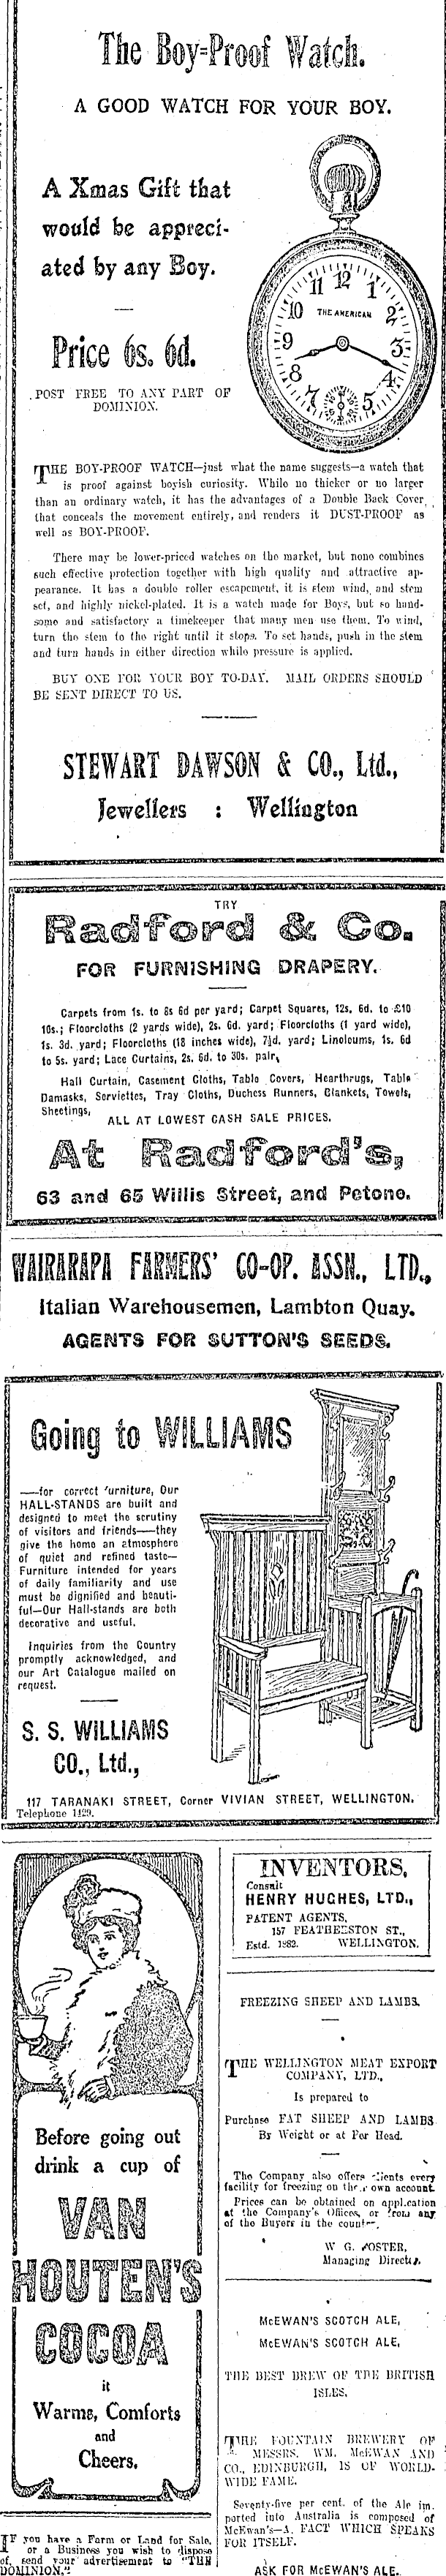 The Boy=Proof Watch.
A GOOD WATCH FOR YOUR BOY.
A Xmas Gift that
would be appreci-
ated by any Boy.
Price 6s. 6d.
POST FREE TO ANY PART OF
DOMINION.
11 12 1
10 THE AMERICAN 2
9 3
8 4
7 5
THE BOY-PROOF WATCH—just what the name suggests—a watch that
is proof against boyish curiosity. While no thicker or no larger
than an ordinary watch, it has the advantages of a Double Back Cover
that conceals the movement entirely, and renders it DUST-PROOF as
well as BOY-PROOF.
There may be lower-priced watches on the market, but none combines
such effective protection together with high quality and attractive ap-
pearance. It has a double roller escapement, it is stem wind, and stem
set, and highly nickel-plated. It is a watch made for Boys, but so hand-
some and satisfactory a timekeeper that many men use them. To wind,
turn the stem to the right until it stops. To set hands, push in the stem
and turn hands in either direction while pressure is applied.
BUY ONE FOR YOUR BOY TO-DAY. MAIL ORDERS SHOULD
BE SENT DIRECT TO US.
STEWART DAWSON & CO., Ltd.,
Jewellers : Wellington
TRY
Radford & Co.
FOR FURNISHING DRAPERY.
Carpets from 1s. to 8s 6d per yard; Carpet Squares, 12s. 6d. to £10
10s.; Floorcloths (2 yards wide), 2s. 6d. yard; Floorcloths (1 yard wide),
1s. 3d. yard; Floorcloths (18 inches wide), 7½d. yard; Linoleums, 1s. 6d
to 5s. yard; Lace Curtains, 2s. 6d. to 30s. pair,
Hall Curtain, Casement Cloths, Table Covers, Hearthrugs, Table
Damasks, Serviettes, Tray Cloths, Duchess Runners, Blankets, Towels,
Sheetings,
ALL AT LOWEST CASH SALE PRICES.
At Radford's,
63 and 65 Willis Street, and Petone.
WAIRARAPA FARMERS' CO-OP. ASSN., LTD.,
Italian Warehousemen, Lambton Quay.
AGENTS FOR SUTTON'S SEEDS.
Going to WILLIAMS
——for correct Furniture, Our
HALL-STANDS are built and
designed to meet the scrutiny
of visitors and friends——they
give the home an atmosphere
of quiet and refined taste—
Furniture intended for years
of daily familiarity and use
must be dignified and beauti-
ful—Our Hall-stands are both
decorative and useful.
Inquiries from the Country
promptly acknowledged, and
our Art Catalogue mailed on
request.
S. S. WILLIAMS
CO., Ltd.,
117 TARANAKI STREET, Corner VIVIAN STREET, WELLINGTON.
Telephone 1429.
Before going out
drink a cup of
VAN
HOUTEN'S
COCOA
it
Warms, Comforts
and
Cheers.
IF you have a Farm or Land for Sale,
or a Business you wish to dispose
of, send your advertisement to "THE
DOMINION."
INVENTORS,
Consult
HENRY HUGHES, LTD.,
PATENT AGENTS,
157 FEATHERSTON ST.,
Estd. 1882. WELLINGTON.
FREEZING SHEEP AND LAMBS.
THE WELLINGTON MEAT EXPORT
COMPANY, LTD.,
Is prepared to
Purchase FAT SHEEP AND LAMBS
By Weight or at Per Head.
The Company also offers clients every
facility for freezing on their own account.
Prices can be obtained on application
at the Company's Offices, or from any
of the Buyers in the country.
W. G. FOSTER,
Managing Director.
McEWAN'S SCOTCH ALE,
McEWAN'S SCOTCH ALE,
THE BEST BREW OF THE BRITISH
ISLES.
THE FOUNTAIN BREWERY OF
MESSRS. WM. McEWAN AND
CO., EDINBURGH, IS OF WORLD-
WIDE FAME.
Seventy-five per cent. of the Ale im-
ported into Australia is composed of
McEwan's—A. FACT WHICH SPEAKS
FOR ITSELF.
ASK FOR McEWAN'S ALE.